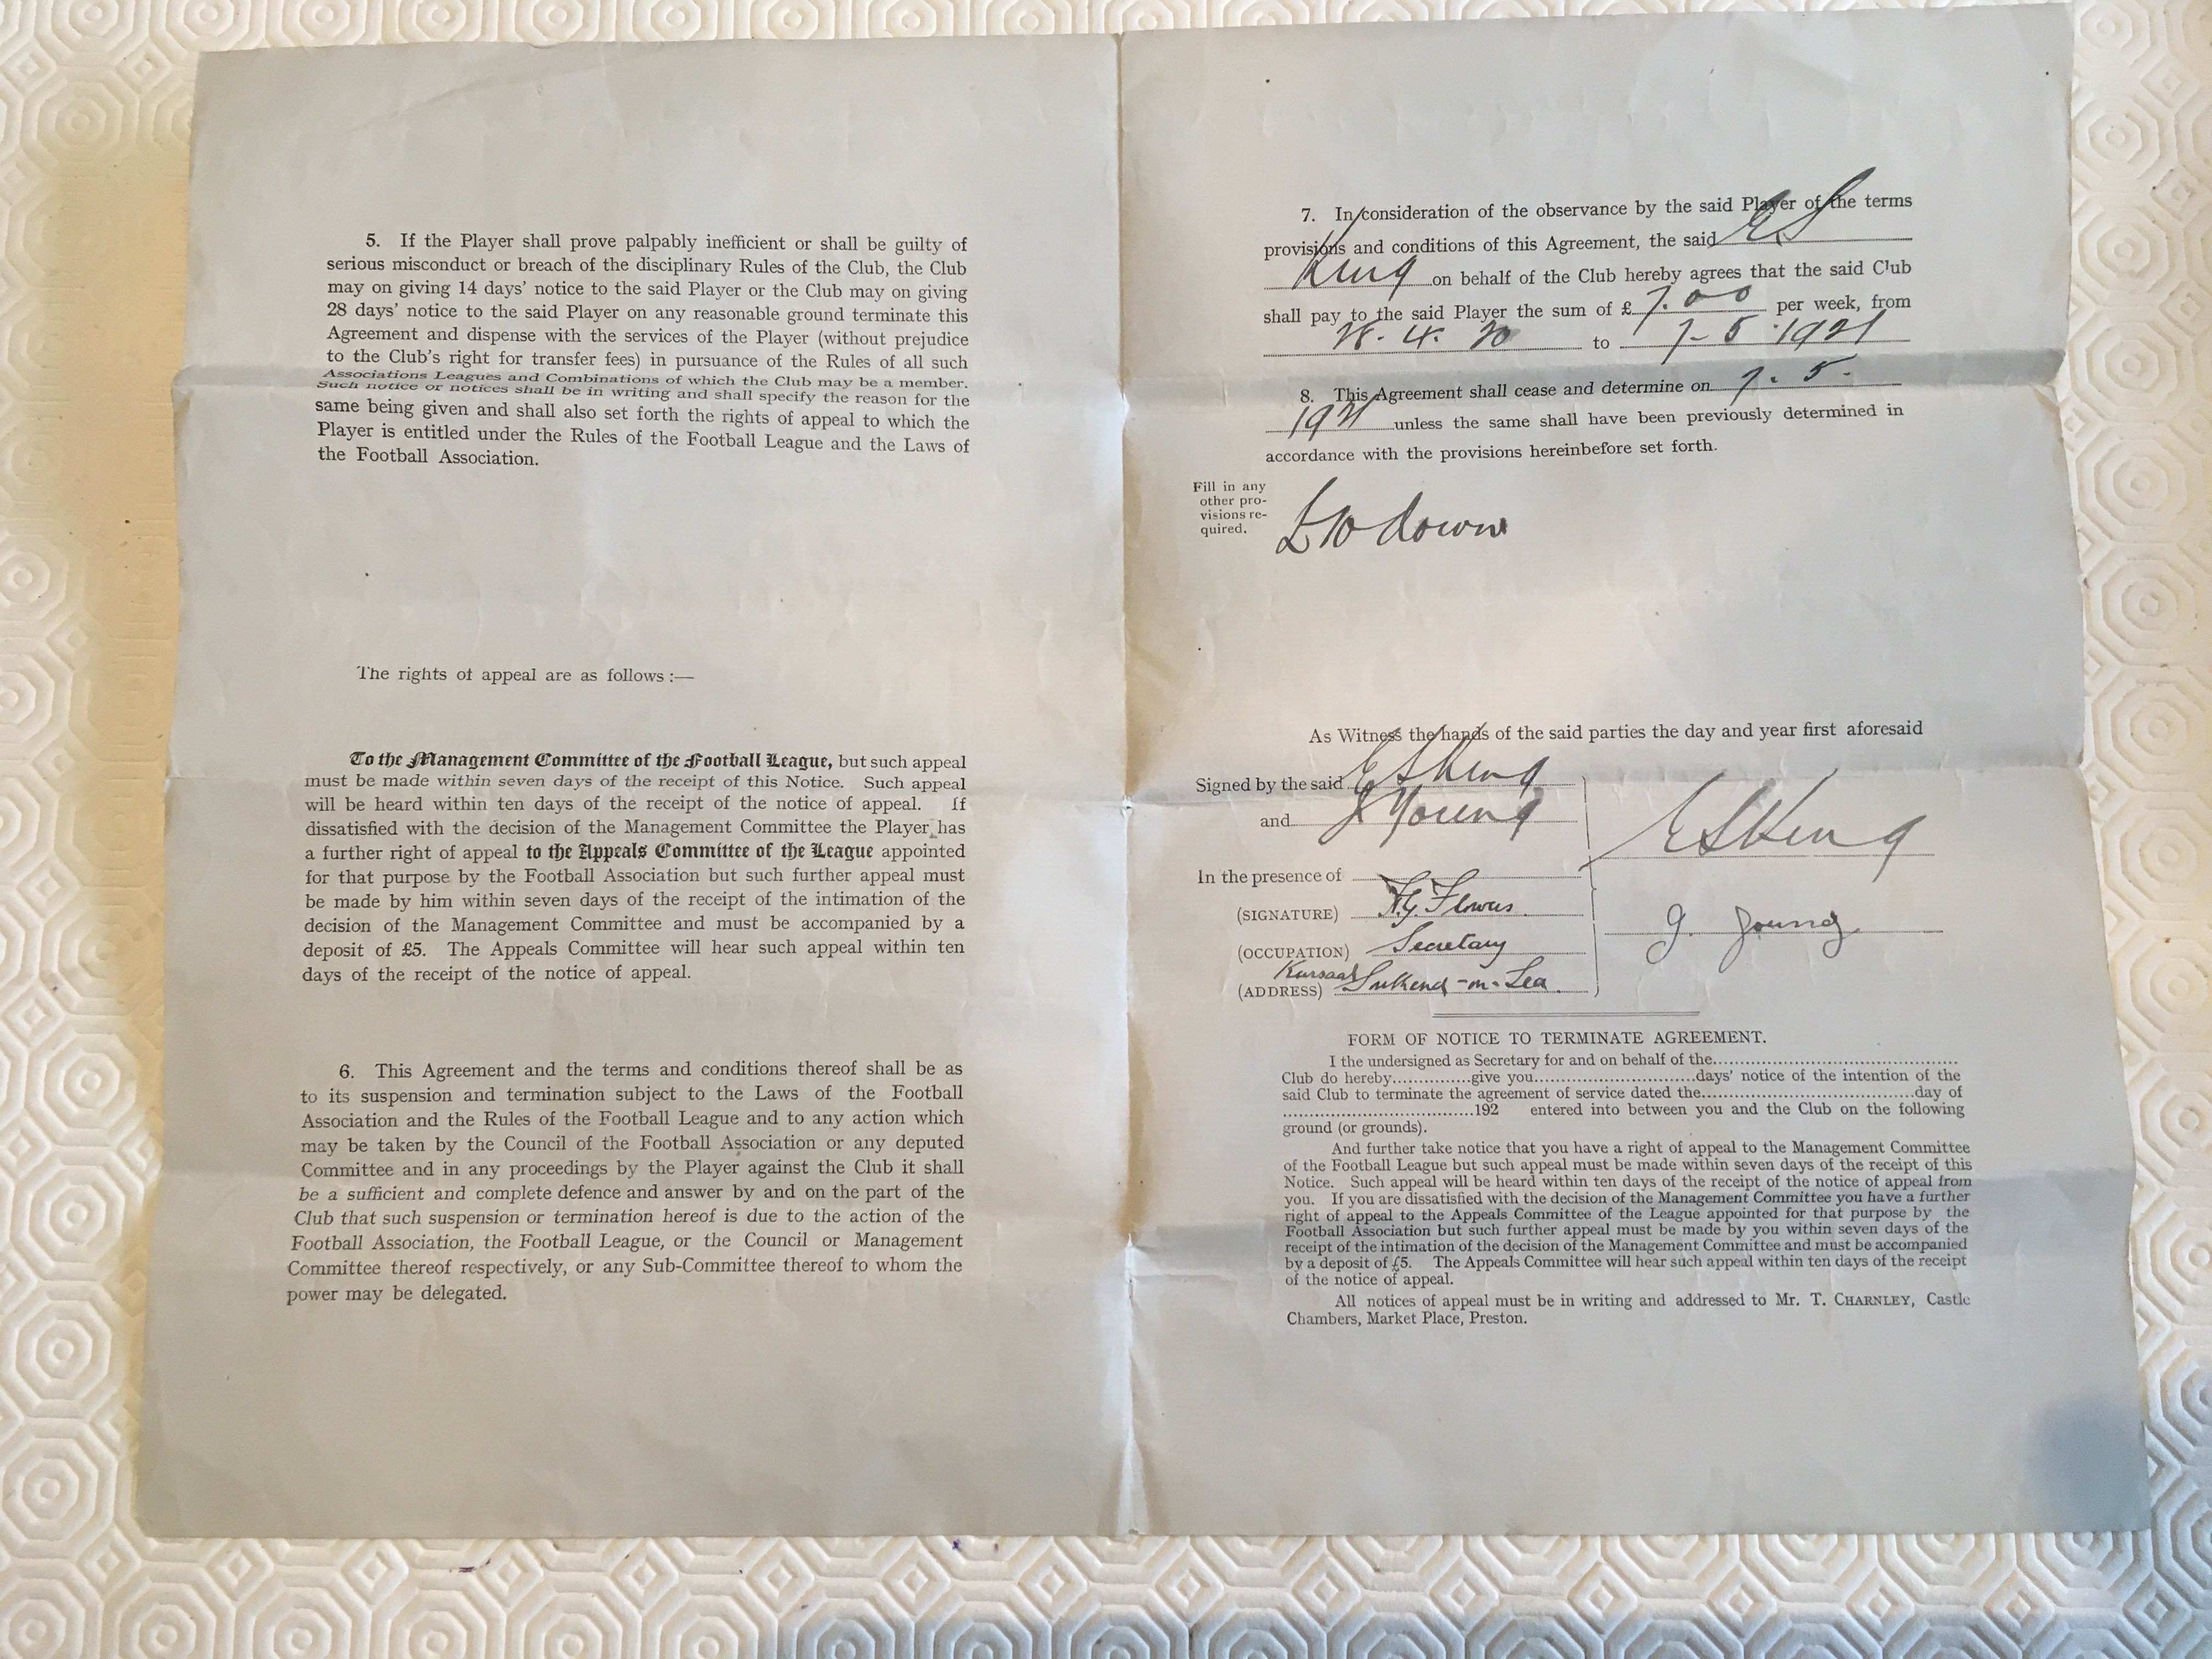 5. If the Player shall prove palpably inefficient or shall be guilty of
serious misconduct or breach of the disciplinary Rules of the Club, the Club
may on giving 14 days' notice to the said Player or the Club may on giving
28 days' notice to the said Player on any reasonable ground terminate this
Agreement and dispense with the services of the Player (without prejudice
to the Club's right for transfer fees) in pursuance of the Rules of all such
Associations Leagues and Combinations of which the Club may be a member.
Such notice or notices shall be in writing and shall specify the reason for the
same being given and shall also set forth the rights of appeal to which the
Player is entitled under the Rules of the Football League and the Laws of
the Football Association.
The rights of appeal are as follows :—
To the Management Committee of the Football League, but such appeal
must be made within seven days of the receipt of this Notice. Such appeal
will be heard within ten days of the receipt of the notice of appeal. If
dissatisfied with the decision of the Management Committee the Player has
a further right of appeal to the Appeals Committee of the League appointed
for that purpose by the Football Association but such further appeal must
be made by him within seven days of the receipt of the intimation of the
decision of the Management Committee and must be accompanied by a
deposit of £5. The Appeals Committee will hear such appeal within ten
days of the receipt of the notice of appeal.
6. This Agreement and the terms and conditions thereof shall be as
to its suspension and termination subject to the Laws of the Football
Association and the Rules of the Football League and to any action which
may be taken by the Council of the Football Association or any deputed
Committee and in any proceedings by the Player against the Club it shall
be a sufficient and complete defence and answer by and on the part of the
Club that such suspension or termination hereof is due to the action of the
Football Association, the Football League, or the Council or Management
Committee thereof respectively, or any Sub-Committee thereof to whom the
power may be delegated.
7. In consideration of the observance by the said Player of the terms
provisions and conditions of this Agreement, the said E S
King on behalf of the Club hereby agrees that the said Club
shall pay to the said Player the sum of £ 7.00 per week, from
28. 4. 20 to 7-5-1921
8. This Agreement shall cease and determine on 7. 5.
1921 unless the same shall have been previously determined in
accordance with the provisions hereinbefore set forth.
Fill in any
other pro-
visions re-
quired.
£10 down
As Witness the hands of the said parties the day and year first aforesaid
Signed by the said E S King
and J Young
E S King
In the presence of
(SIGNATURE) Flowers
J. Young
(OCCUPATION) Secretary
Kursaal
(ADDRESS) Southend-on-Sea
FORM OF NOTICE TO TERMINATE AGREEMENT.
I the undersigned as Secretary for and on behalf of the
Club do hereby give you days' notice of the intention of the
said Club to terminate the agreement of service dated the day of
192 entered into between you and the Club on the following
ground (or grounds).
And further take notice that you have a right of appeal to the Management Committee
of the Football League but such appeal must be made within seven days of the receipt of this
Notice. Such appeal will be heard within ten days of the receipt of the notice of appeal from
you. If you are dissatisfied with the decision of the Management Committee you have a further
right of appeal to the Appeals Committee of the League appointed for that purpose by the
Football Association but such further appeal must be made by you within seven days of the
receipt of the intimation of the decision of the Management Committee and must be accompanied
by a deposit of £5. The Appeals Committee will hear such appeal within ten days of the receipt
of the notice of appeal.
All notices of appeal must be in writing and addressed to Mr. T. CHARNLEY, Castle
Chambers, Market Place, Preston.